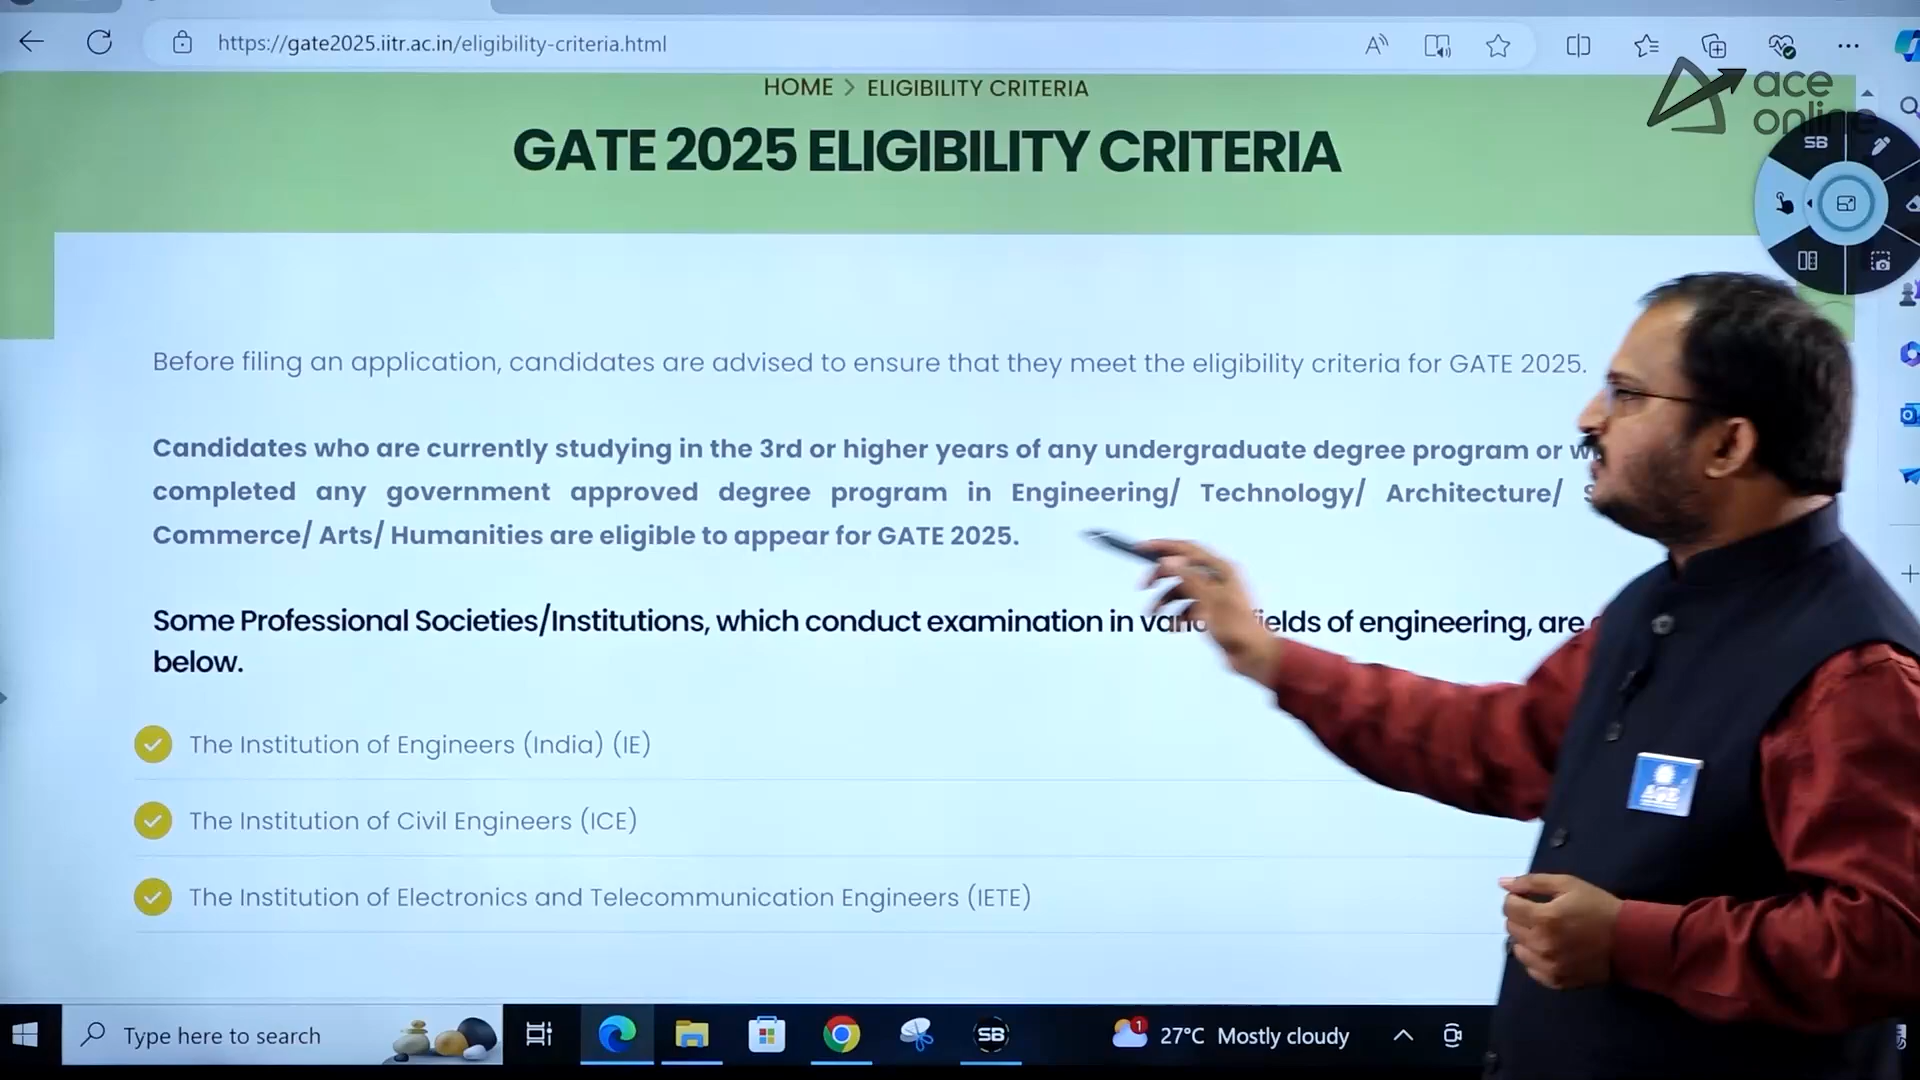 https://gate2025.iitr.ac.in/eligibility-criteria.html
ace
online
HOME > ELIGIBILITY CRITERIA
GATE 2025 ELIGIBILITY CRITERIA
SB
Before filing an application, candidates are advised to ensure that they meet the eligibility criteria for GATE 2025.
Candidates who are currently studying in the 3rd or higher years of any undergraduate degree program or
completed any government approved degree program in Engineering/ Technology/ Architecture/
Commerce/ Arts/ Humanities are eligible to appear for GATE 2025.
Some Professional Societies/Institutions, which conduct examination in of engineering, are
below.
The Institution of Engineers (India) (IE)
ACE
The Institution of Civil Engineers (ICE)
The Institution of Electronics and Telecommunication Engineers (IETE)
Type here to search
SB
1
27°C Mostly cloudy